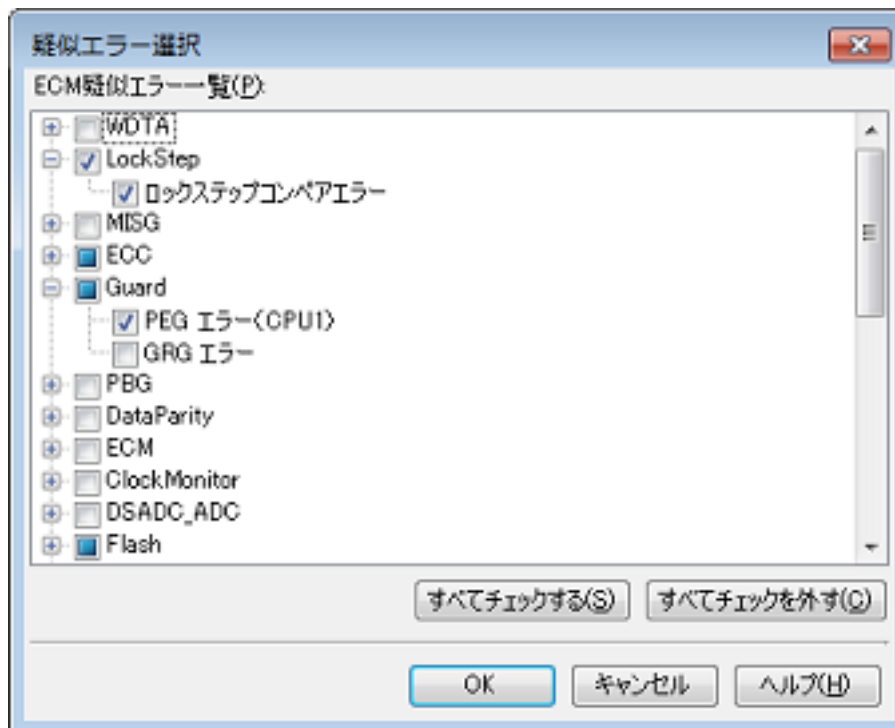 疑似エラー選択
ECM疑似エラー一覧(P):
WDTA
LockStep
ロックステップコンペアエラー
MISG
ECC
Guard
PEG エラー(CPU1)
GRG エラー
PBG
DataParity
ECM
ClockMonitor
DSADC_ADC
Flash
すべてチェックする(S) すべてチェックを外す(C)
OK キャンセル ヘルプ(H)